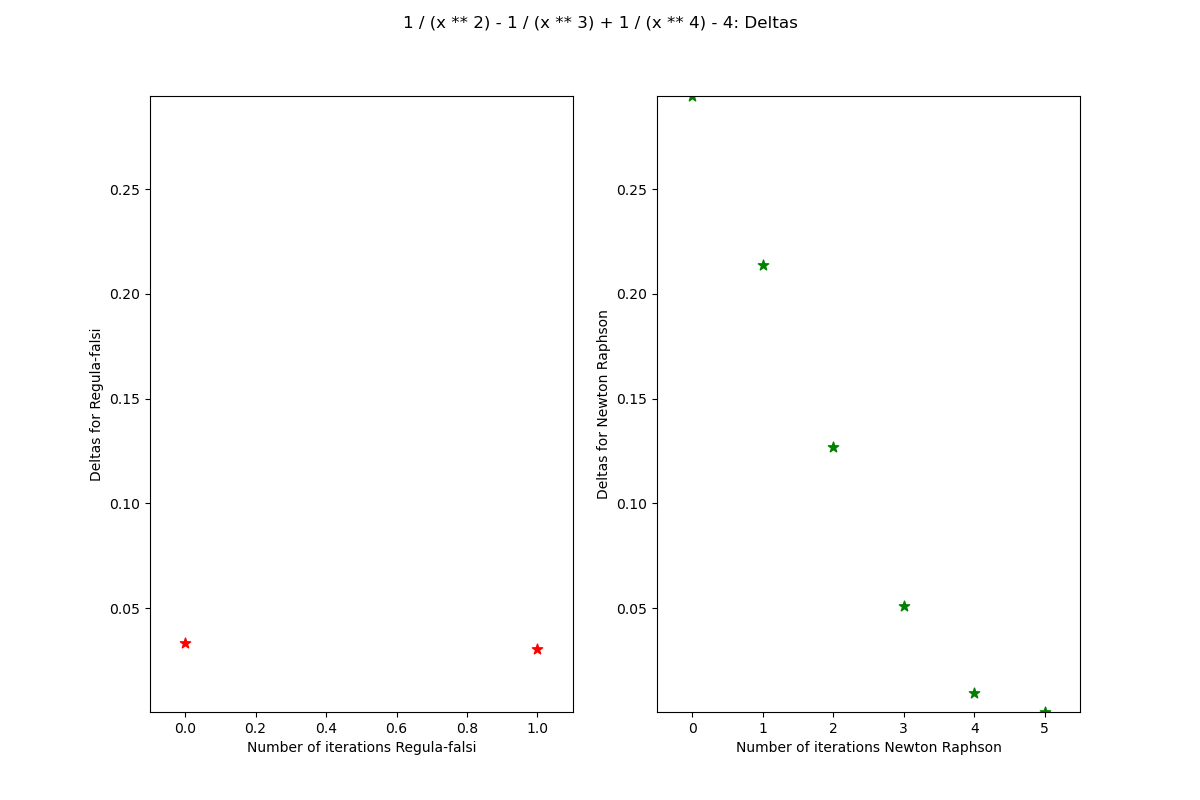 1 / (x ** 2) - 1 / (x ** 3) + 1 / (x ** 4) - 4: Deltas
Deltas for Regula-falsi
0.25
0.20
0.15
0.10
0.05
0.0 0.2 0.4 0.6 0.8 1.0
Number of iterations Regula-falsi
Deltas for Newton Raphson
0.25
0.20
0.15
0.10
0.05
0 1 2 3 4 5
Number of iterations Newton Raphson